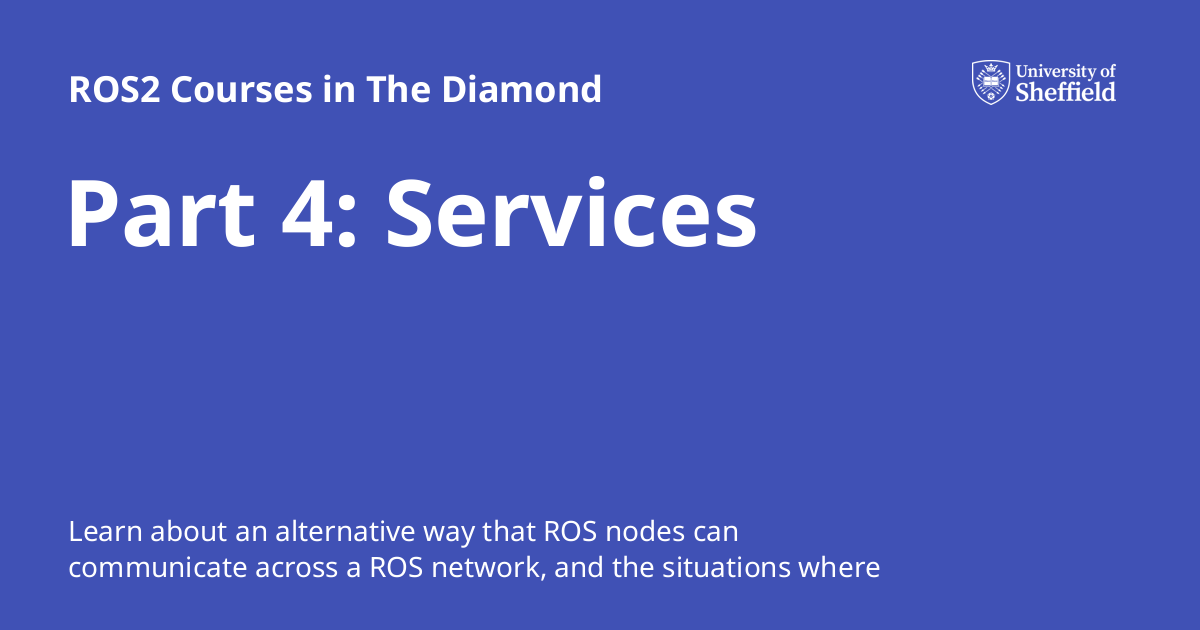 ROS2 Courses in The Diamond
University of
Sheffield
Part 4: Services
Learn about an alternative way that ROS nodes can
communicate across a ROS network, and the situations where